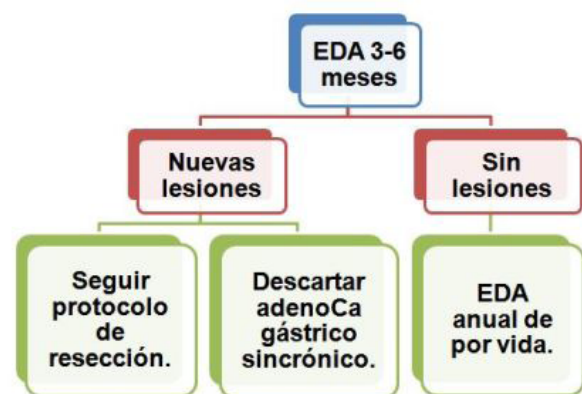 EDA 3-6
meses
Nuevas
lesiones
Sin
lesiones
Seguir
protocolo
de
resección.
Descartar
adenoCa
gástrico
sincrónico.
EDA
anual de
por vida.